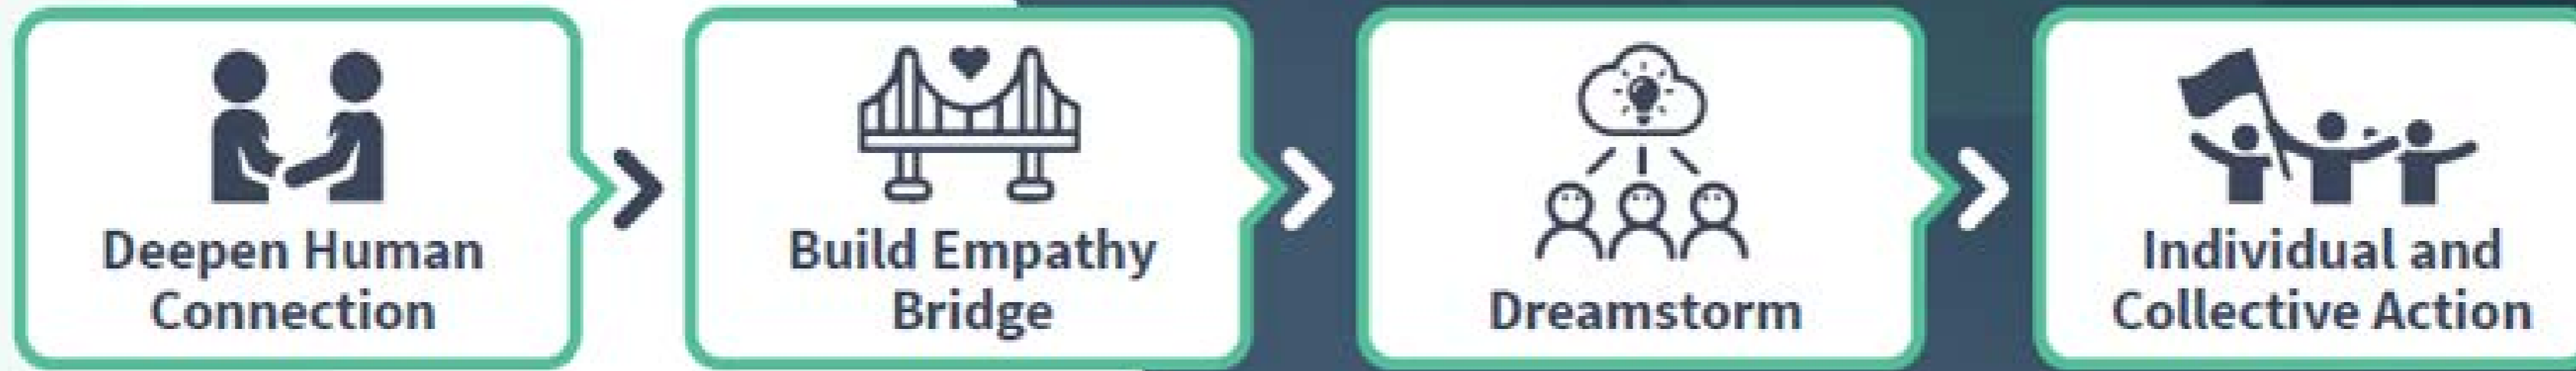 Deepen Human
Connection
Build Empathy
Bridge
Dreamstorm
Individual and
Collective Action